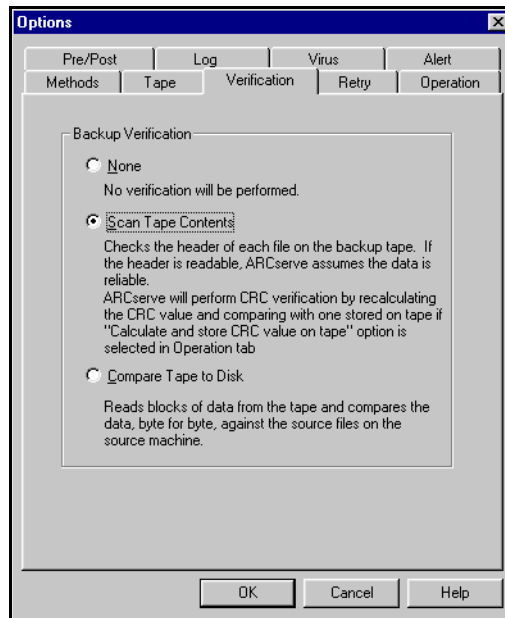 Options
Pre/Post Log Virus Alert
Methods Tape Verification Retry Operation
Backup Verification
None
No verification will be performed.
Scan Tape Contents
Checks the header of each file on the backup tape. If
the header is readable, ARCserve assumes the data is
reliable.
ARCserve will perform CRC verification by recalculating
the CRC value and comparing with one stored on tape if
"Calculate and store CRC value on tape" option is
selected in Operation tab
Compare Tape to Disk
Reads blocks of data from the tape and compares the
data, byte for byte, against the source files on the
source machine.
OK Cancel Help